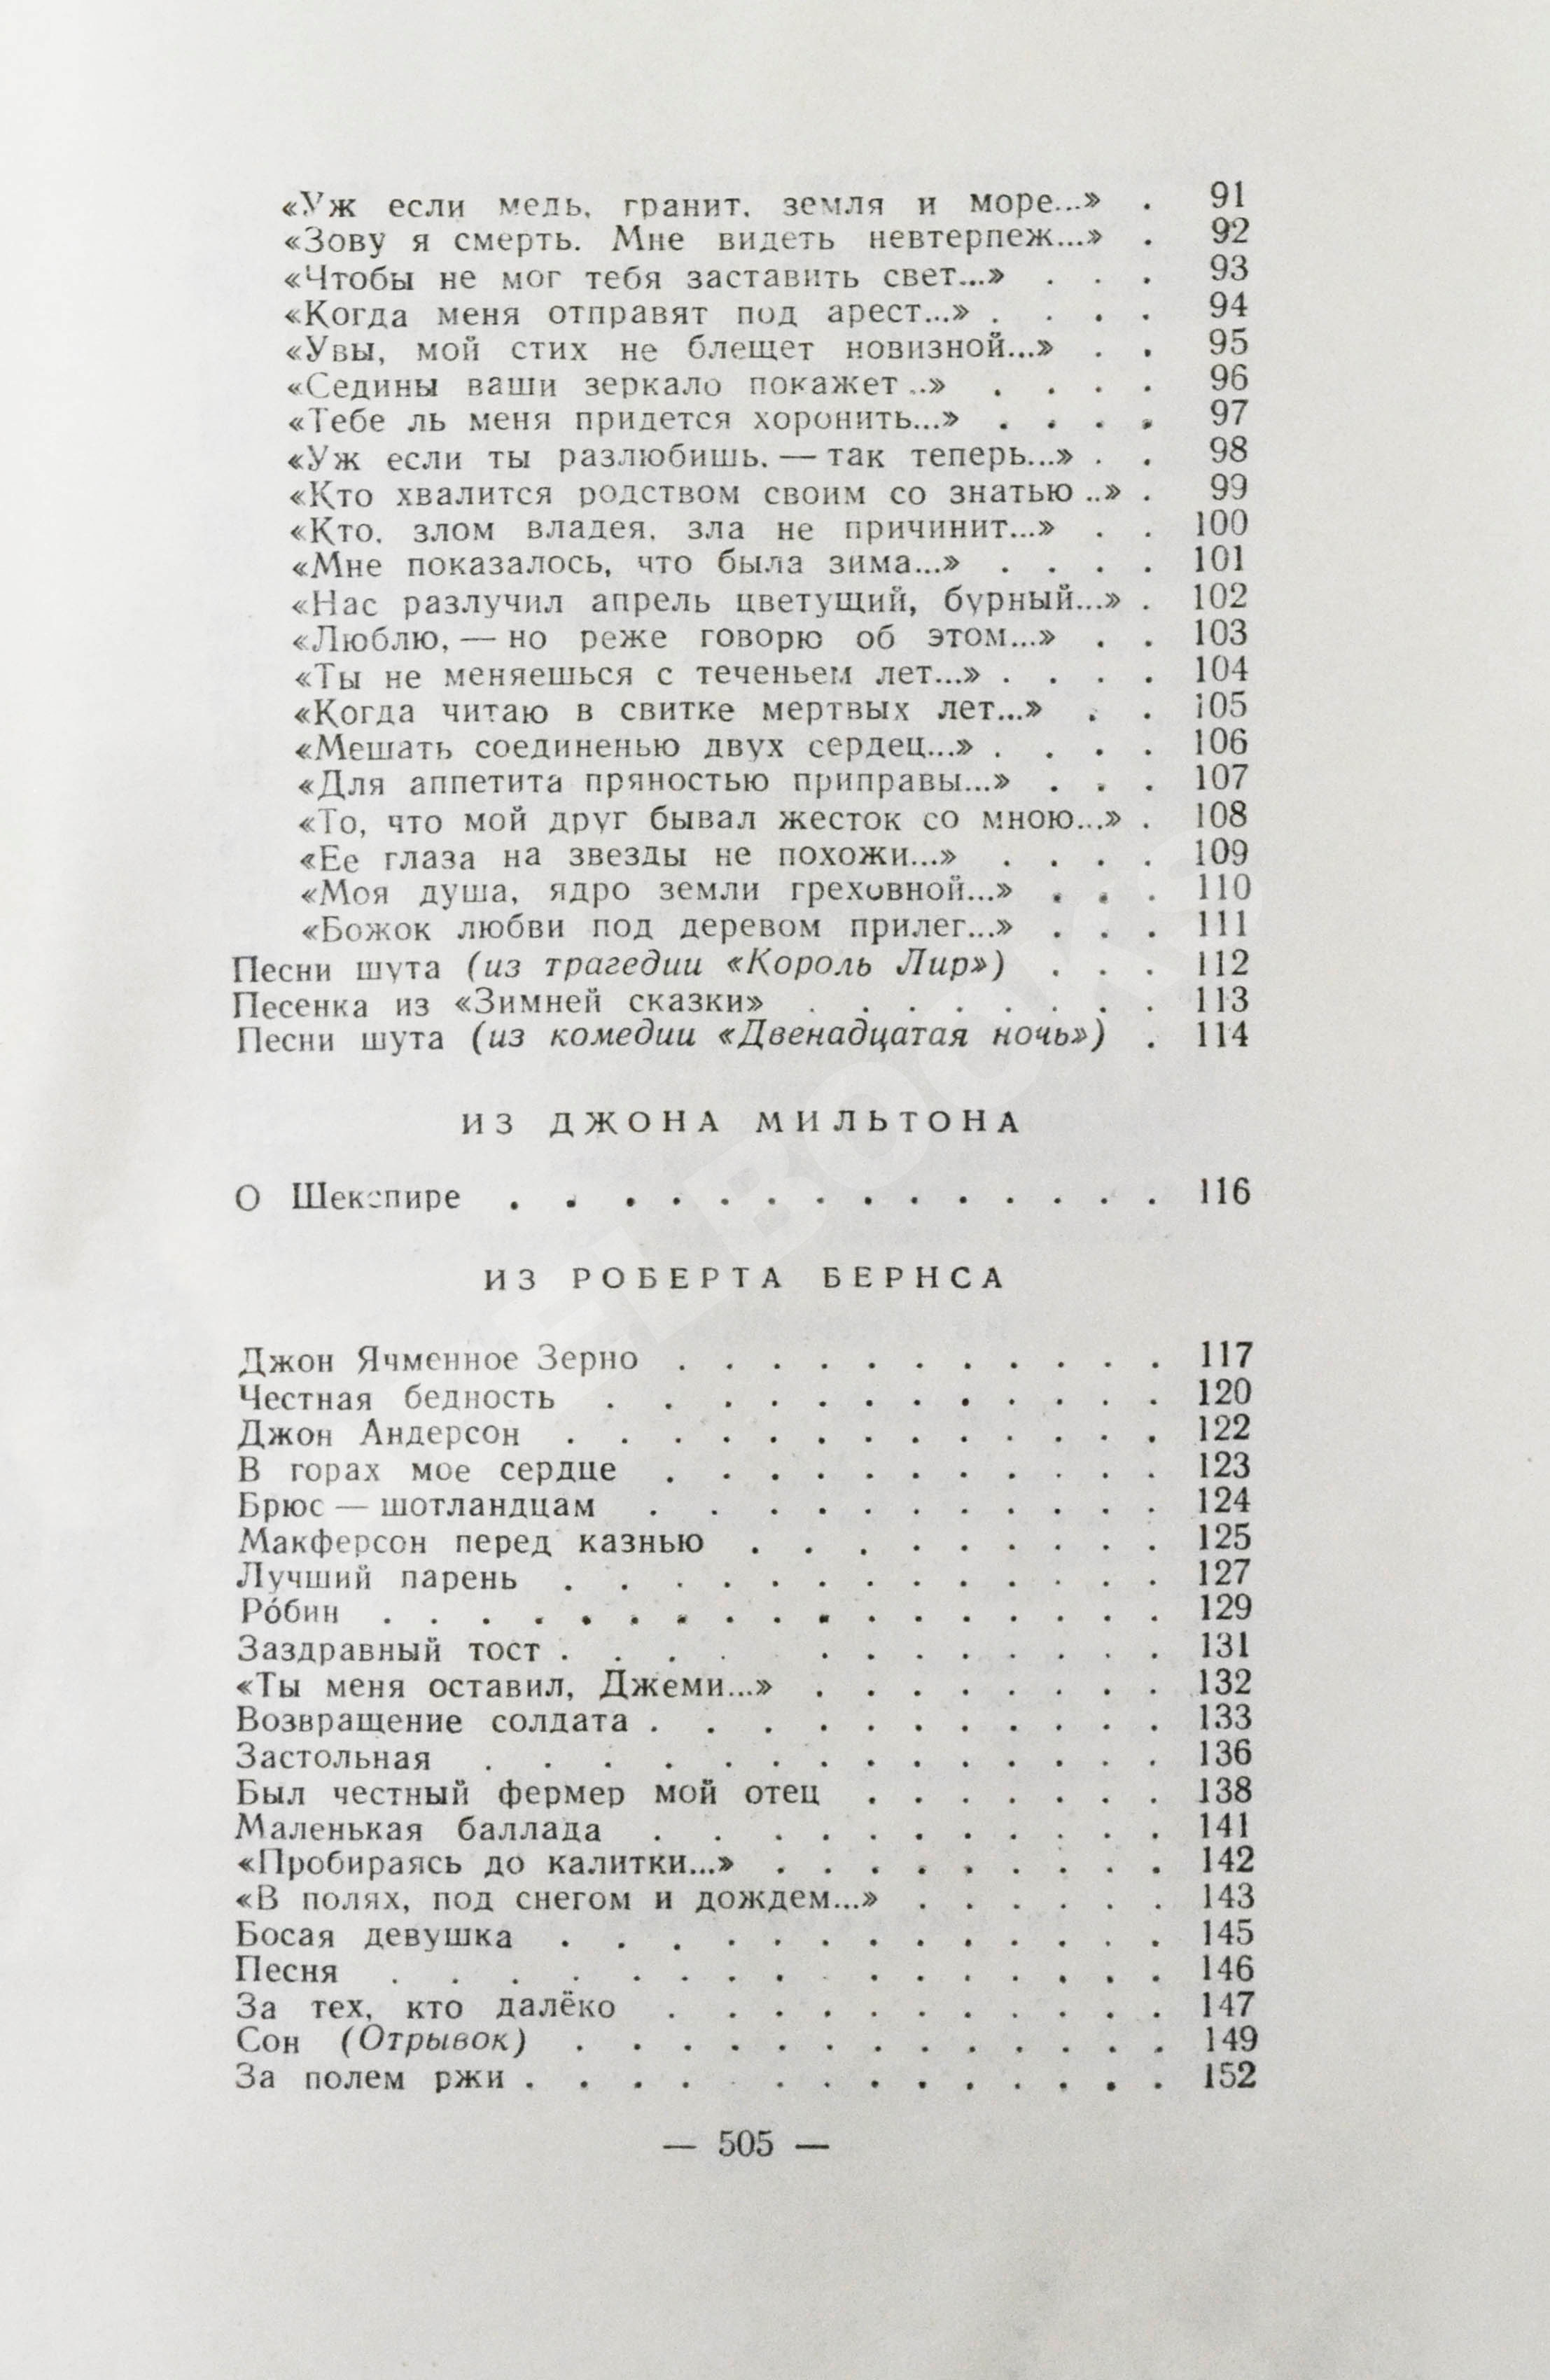 «Уж если медь, гранит, земля и море...» . 91
«Зову я смерть. Мне видеть невтерпеж...» . 92
«Чтобы не мог тебя заставить свет...» . . . 93
«Когда меня отправят под арест...» . . . . 94
«Увы, мой стих не блещет новизной...» . . 95
«Седины ваши зеркало покажет...» . . . . 96
«Тебе ль меня придется хоронить...» . . . . 97
«Уж если ты разлюбишь, — так теперь...» . . 98
«Кто хвалится родством своим со знатью...» . 99
«Кто, злом владея, зла не причинит...» . . 100
«Мне показалось, что была зима...» . . . . 101
«Нас разлучил апрель цветущий, бурный...» . 102
«Люблю, — но реже говорю об этом...» . . 103
«Ты не меняешься с теченьем лет...» . . . . 104
«Когда читаю в свитке мертвых лет...» . . 105
«Мешать соединенью двух сердец...» . . . . 106
«Для аппетита пряностью приправы...» . . . 107
«То, что мой друг бывал жесток со мною...» . 108
«Ее глаза на звезды не похожи...» . . . . 109
«Моя душа, ядро земли греховной...» . . . 110
«Божок любви под деревом прилег...» . . . 111
Песни шута (из трагедии «Король Лир») . . . 112
Песенка из «Зимней сказки» . . . . . . . . 113
Песни шута (из комедии «Двенадцатая ночь») . 114
ИЗ ДЖОНА МИЛЬТОНА
О Шекспире . . . . . . . . . . . . . . 116
ИЗ РОБЕРТА БЕРНСА
Джон Ячменное Зерно . . . . . . . . . . . 117
Честная бедность . . . . . . . . . . . . 120
Джон Андерсон . . . . . . . . . . . . . 122
В горах мое сердце . . . . . . . . . . . 123
Брюс — шотландцам . . . . . . . . . . . 124
Макферсон перед казнью . . . . . . . . . 125
Лучший парень . . . . . . . . . . . . . 127
Ро́бин . . . . . . . . . . . . . . . . . 129
Заздравный тост . . . . . . . . . . . . 131
«Ты меня оставил, Джеми...» . . . . . . . . 132
Возвращение солдата . . . . . . . . . . . 133
Застольная . . . . . . . . . . . . . . 136
Был честный фермер мой отец . . . . . . . 138
Маленькая баллада . . . . . . . . . . . 141
«Пробираясь до калитки...» . . . . . . . . . 142
«В полях, под снегом и дождем...» . . . . . . 143
Босая девушка . . . . . . . . . . . . . 145
Песня . . . . . . . . . . . . . . . . 146
За тех, кто далёко . . . . . . . . . . . 147
Сон (Отрывок) . . . . . . . . . . . . . 149
За полем ржи . . . . . . . . . . . . . 152
— 505 —